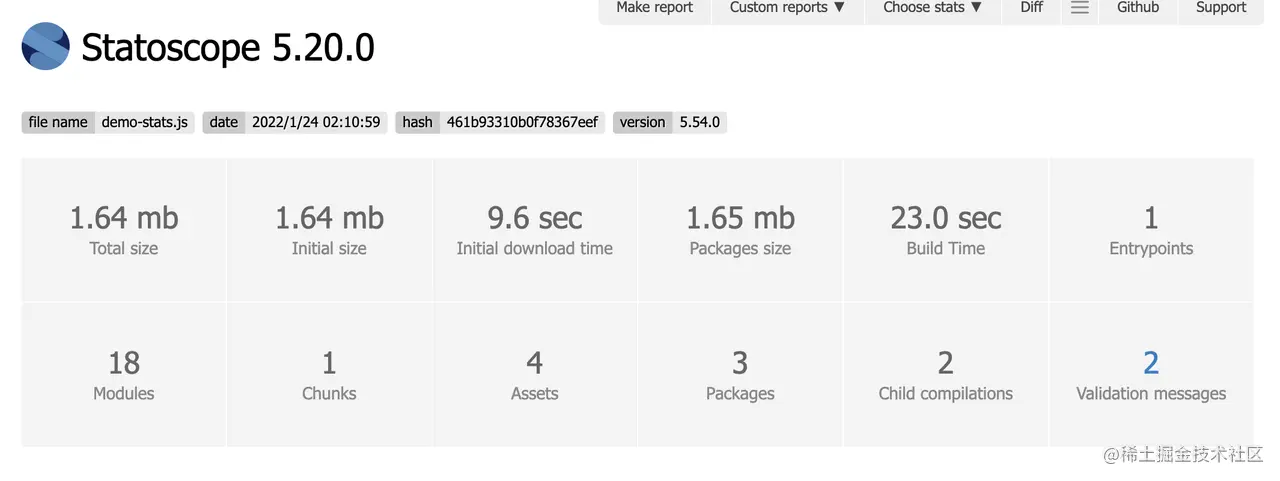 Make report Custom reports ▼ Choose stats ▼ Diff Github Support
Statoscope 5.20.0
file name demo-stats.js date 2022/1/24 02:10:59 hash 461b93310b0f78367eef version 5.54.0
1.64 mb 1.64 mb 9.6 sec 1.65 mb 23.0 sec 1
Total size Initial size Initial download time Packages size Build Time Entrypoints
18 1 4 3 2 2
Modules Chunks Assets Packages Child compilations Validation messages
@稀土掘金技术社区